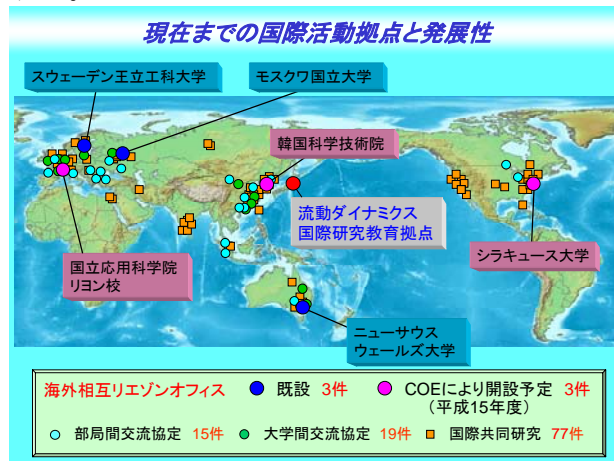 現在までの国際活動拠点と発展性
スウェーデン王立工科大学
モスクワ国立大学
韓国科学技術院
流動ダイナミクス
国際研究教育拠点
国立応用科学院
リヨン校
シラキュース大学
ニューサウス
ウェールズ大学
海外相互リエゾンオフィス 既設 3件 COEにより開設予定 3件
(平成15年度)
部局間交流協定 15件 大学間交流協定 19件 国際共同研究 77件